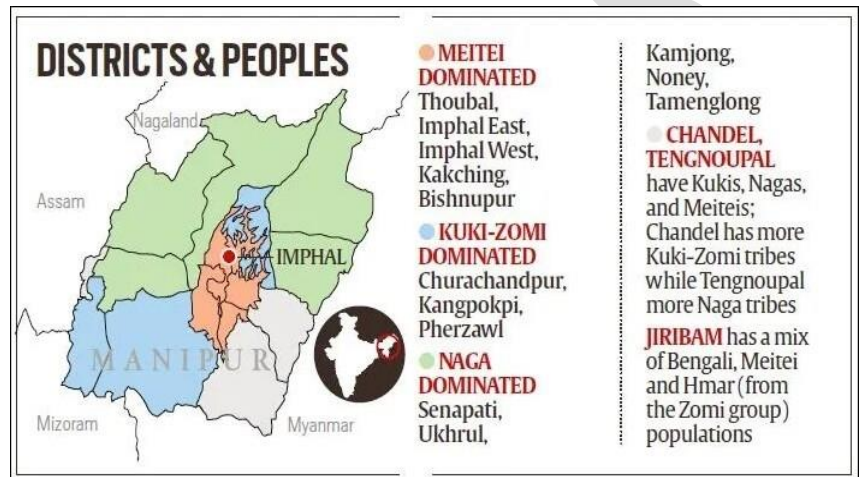 DISTRICTS & PEOPLES
Nagaland
Assam
IMPHAL
MANIPUR
Mizoram
Myanmar
MEITEI
DOMINATED
Thoubal,
Imphal East,
Imphal West,
Kakching,
Bishnupur
KUKI-ZOMI
DOMINATED
Churachandpur,
Kangpokpi,
Pherzawl
NAGA
DOMINATED
Senapati,
Ukhrul,
Kamjong,
Noney,
Tamenglong
CHANDEL,
TENGNOUPAL
have Kukis, Nagas,
and Meiteis;
Chandel has more
Kuki-Zomi tribes
while Tengnoupal
more Naga tribes
JIRIBAM has a mix
of Bengali, Meitei
and Hmar (from
the Zomi group)
populations